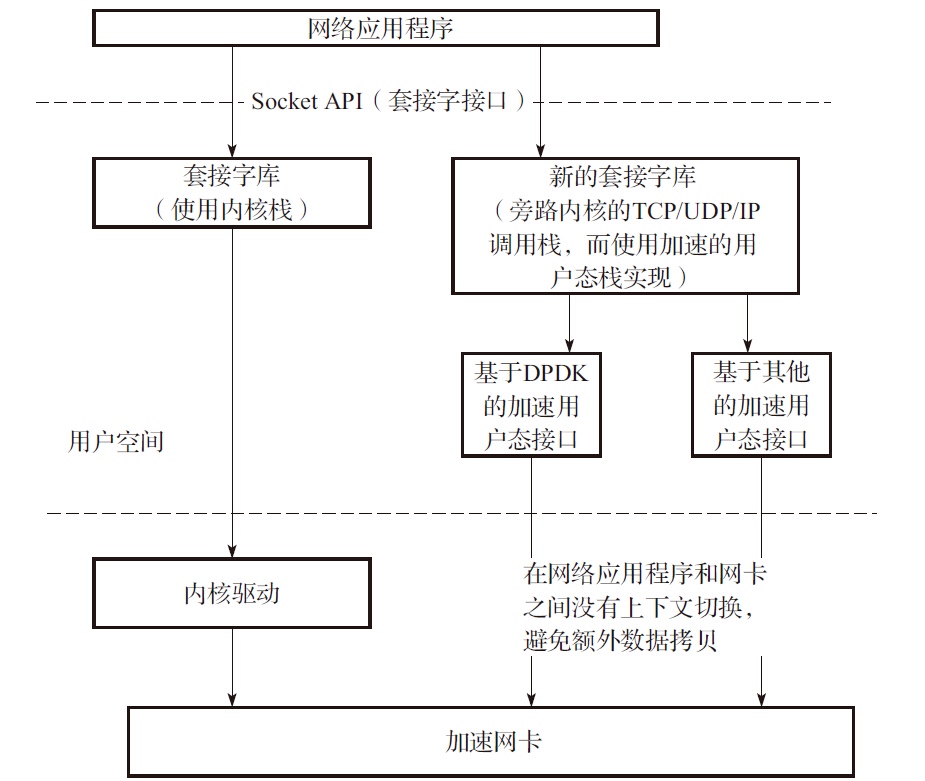 网络应用程序
Socket API（套接字接口）
套接字库
（使用内核栈）
新的套接字库
（旁路内核的TCP/UDP/IP
调用栈，而使用加速的用
户态栈实现）
基于DPDK
的加速用
户态接口
基于其他
的加速用
户态接口
用户空间
内核驱动
在网络应用程序和网卡
之间没有上下文切换，
避免额外数据拷贝
加速网卡